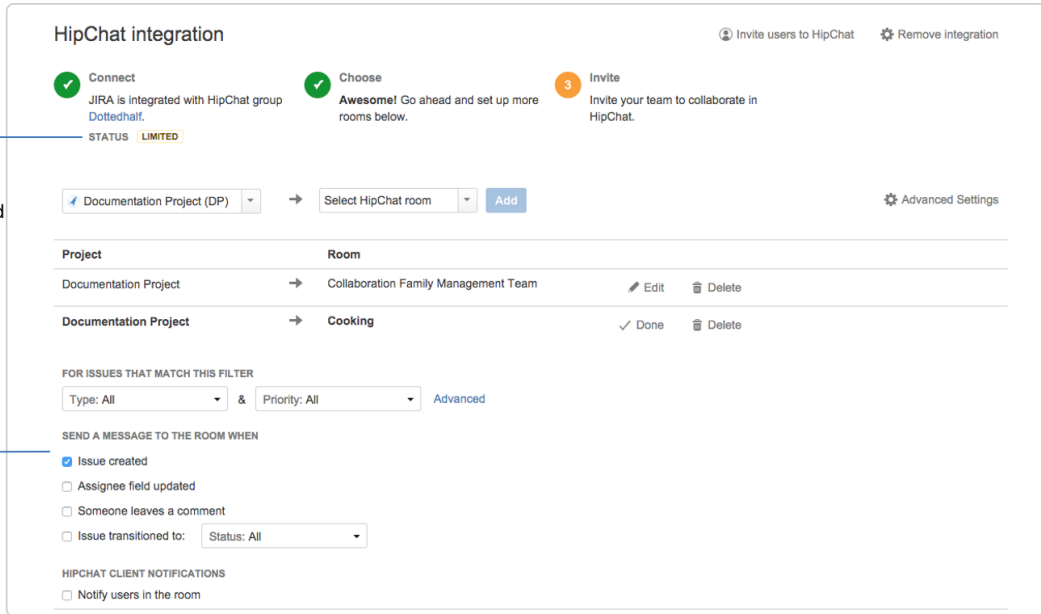 HipChat integration
Invite users to HipChat
Remove integration
Connect
JIRA is integrated with HipChat group
Dottedhalf.
STATUS LIMITED
Choose
Awesome! Go ahead and set up more
rooms below.
3
Invite
Invite your team to collaborate in
HipChat.
d
Documentation Project (DP)
Select HipChat room
Add
Advanced Settings
Project Room
Documentation Project Collaboration Family Management Team Edit Delete
Documentation Project Cooking Done Delete
FOR ISSUES THAT MATCH THIS FILTER
Type: All & Priority: All Advanced
SEND A MESSAGE TO THE ROOM WHEN
Issue created
Assignee field updated
Someone leaves a comment
Issue transitioned to: Status: All
HIPCHAT CLIENT NOTIFICATIONS
Notify users in the room